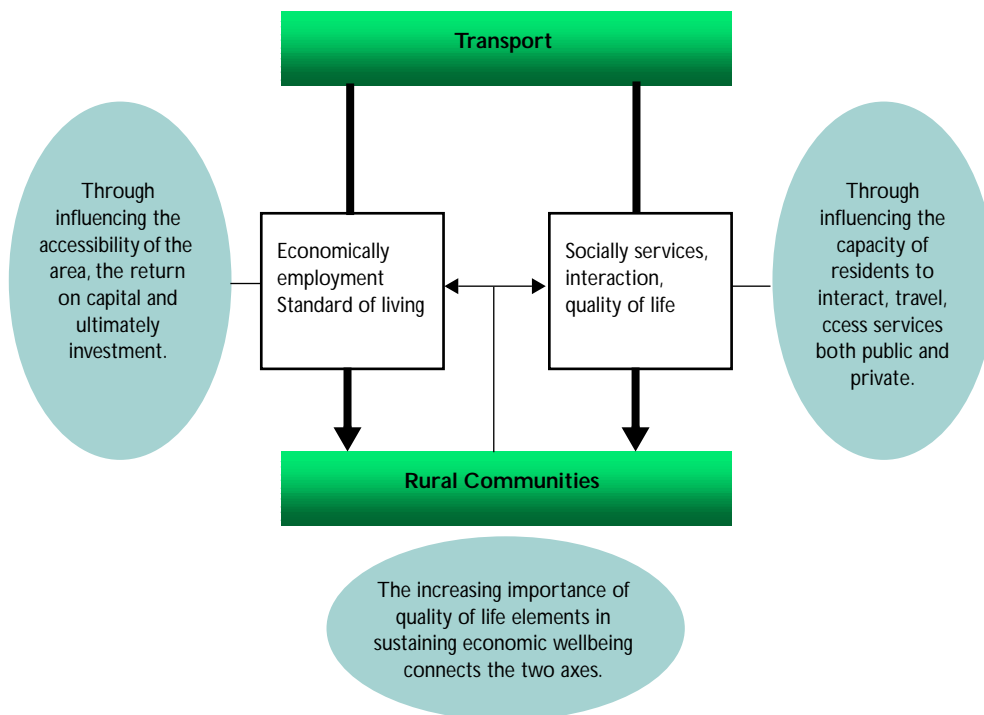 Transport
Through
influencing the
accessibility of the
area, the return
on capital and
ultimately
investment.
Economically
employment
Standard of living
Socially services,
interaction,
quality of life
Through
influencing the
capacity of
residents to
interact, travel,
ccess services
both public and
private.
Rural Communities
The increasing importance of
quality of life elements in
sustaining economic wellbeing
connects the two axes.